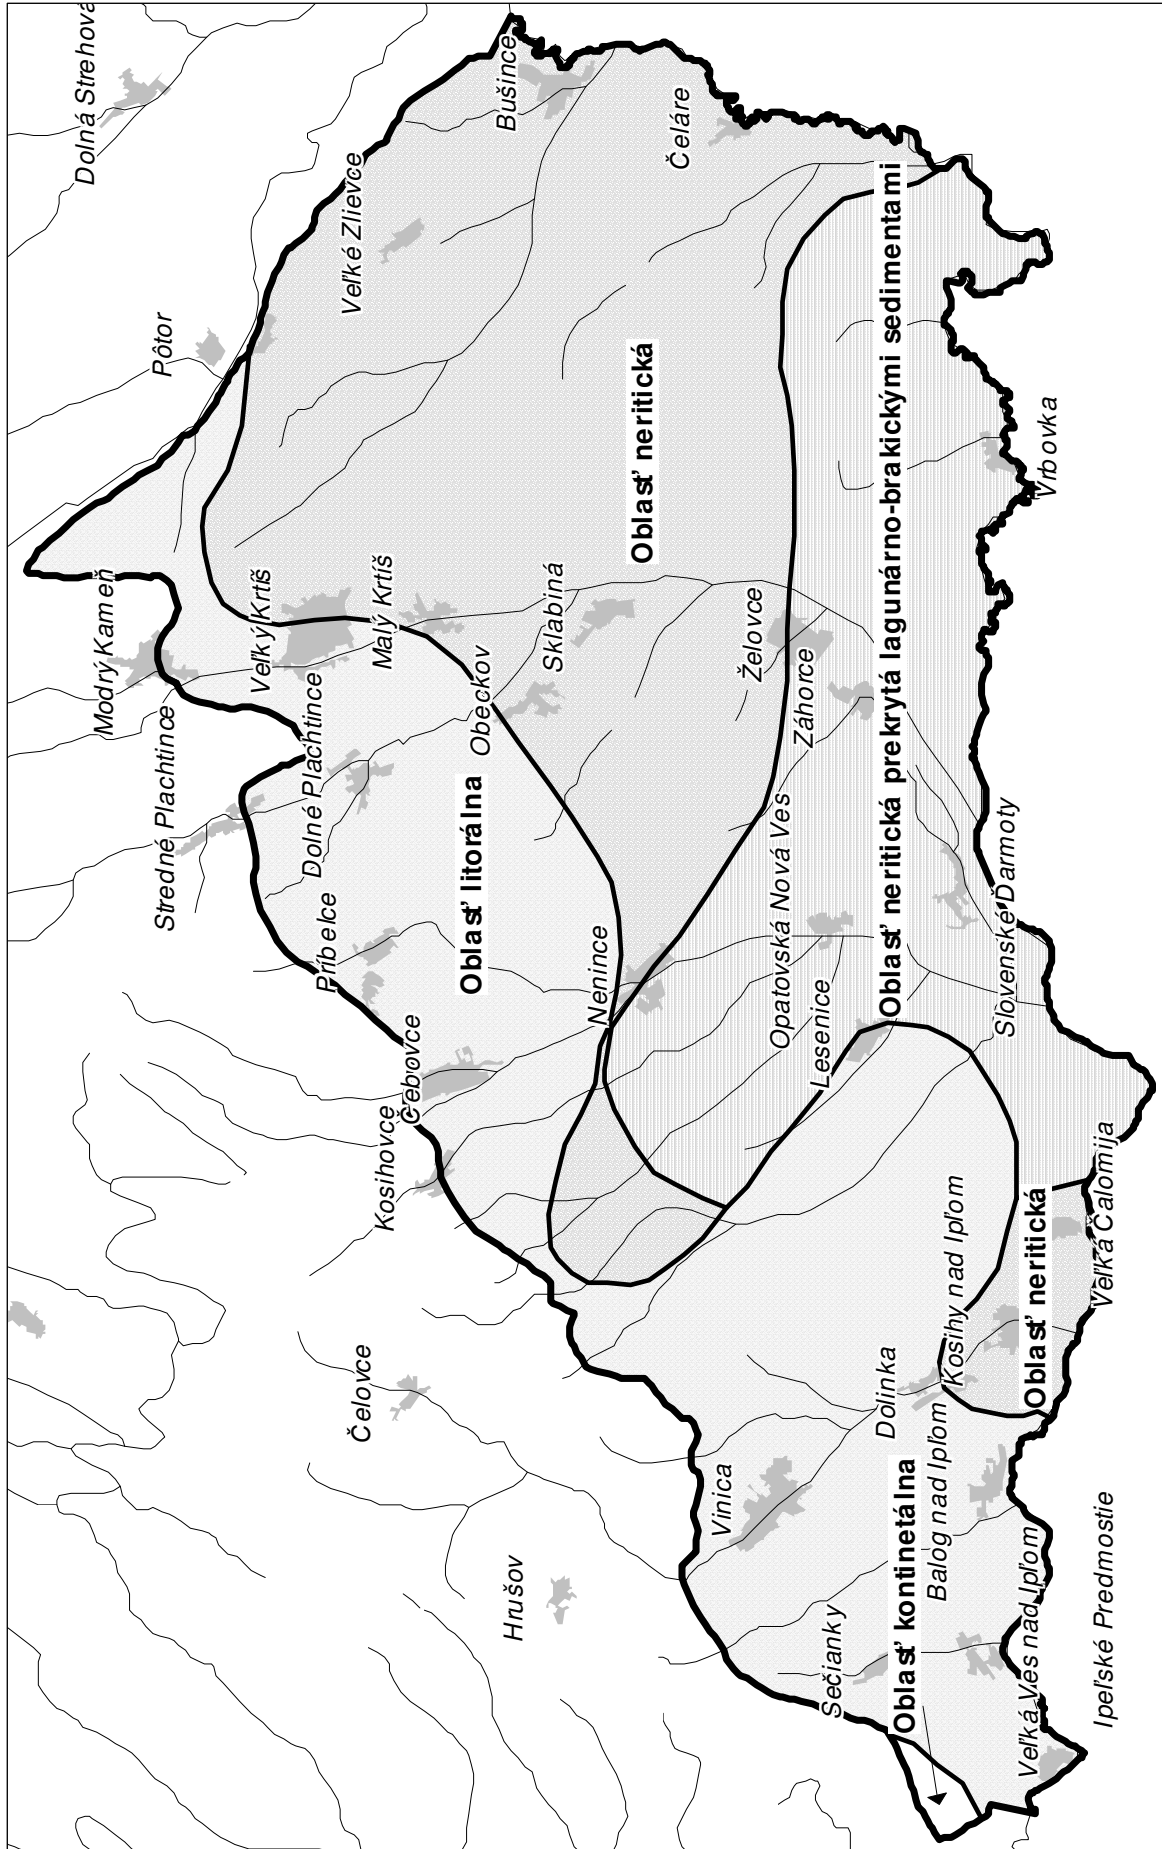 Dolná Strehová
Pôtor
Bušince
Veľké Zlievce
Čeláre
Modrý Kameň
Veľký Krtíš
Malý Krtíš
Stredné Plachtince
Dolné Plachtince
Obeckov
Sklabiná
Oblasť neritická
Želovce
Záhorce
Vrbovka
Príbelce
Oblasť litorálna
Nenince
Opatovská Nová Ves
Lesenice
Oblasť neritická prekrytá lagunárno-brakickými sedimentami
Slovenské Ďarmoty
Čebovce
Kosihovce
Čelovce
Hrušov
Vinica
Dolinka
Kosihy nad Ipľom
Oblasť neritická
Veľká Čalomija
Balog nad Ipľom
Sečianky
Oblasť kontinetálna
Veľká Ves nad Ipľom
Ipeľské Predmostie